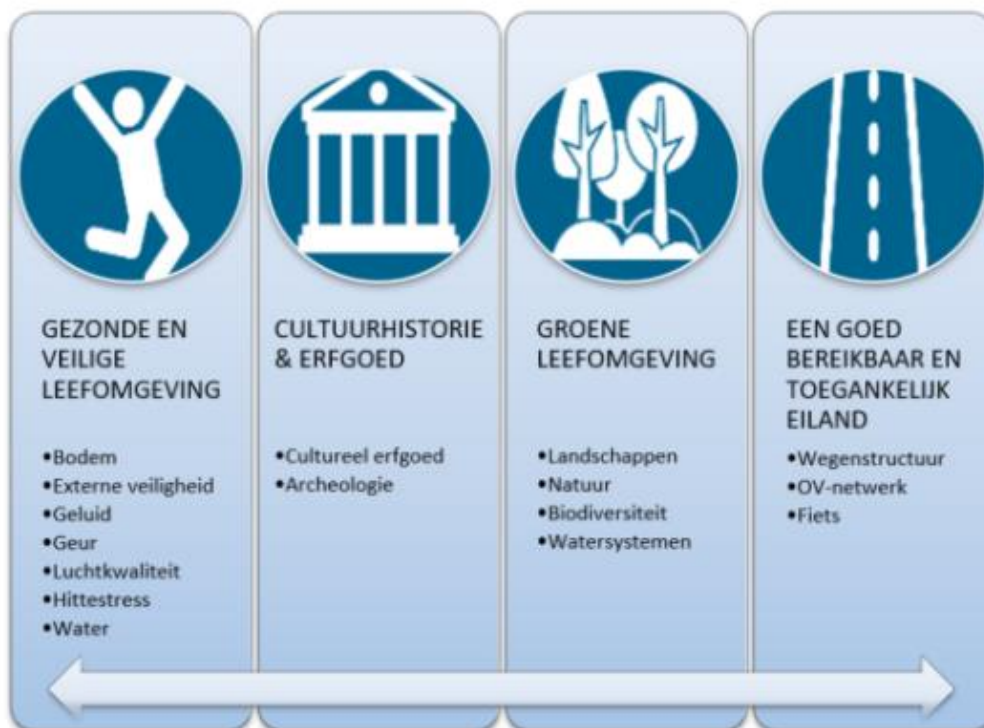 GEZONDE EN
VEILIGE
LEEFOMGEVING
•Bodem
•Externe veiligheid
•Geluid
•Geur
•Luchtkwaliteit
•Hittestress
•Water
CULTUURHISTORIE
& ERFGOED
•Cultureel erfgoed
•Archeologie
GROENE
LEEFOMGEVING
•Landschappen
•Natuur
•Biodiversiteit
•Watersystemen
EEN GOED
BEREIKBAAR EN
TOEGANKELIJK
EILAND
•Wegenstructuur
•OV-netwerk
•Fiets